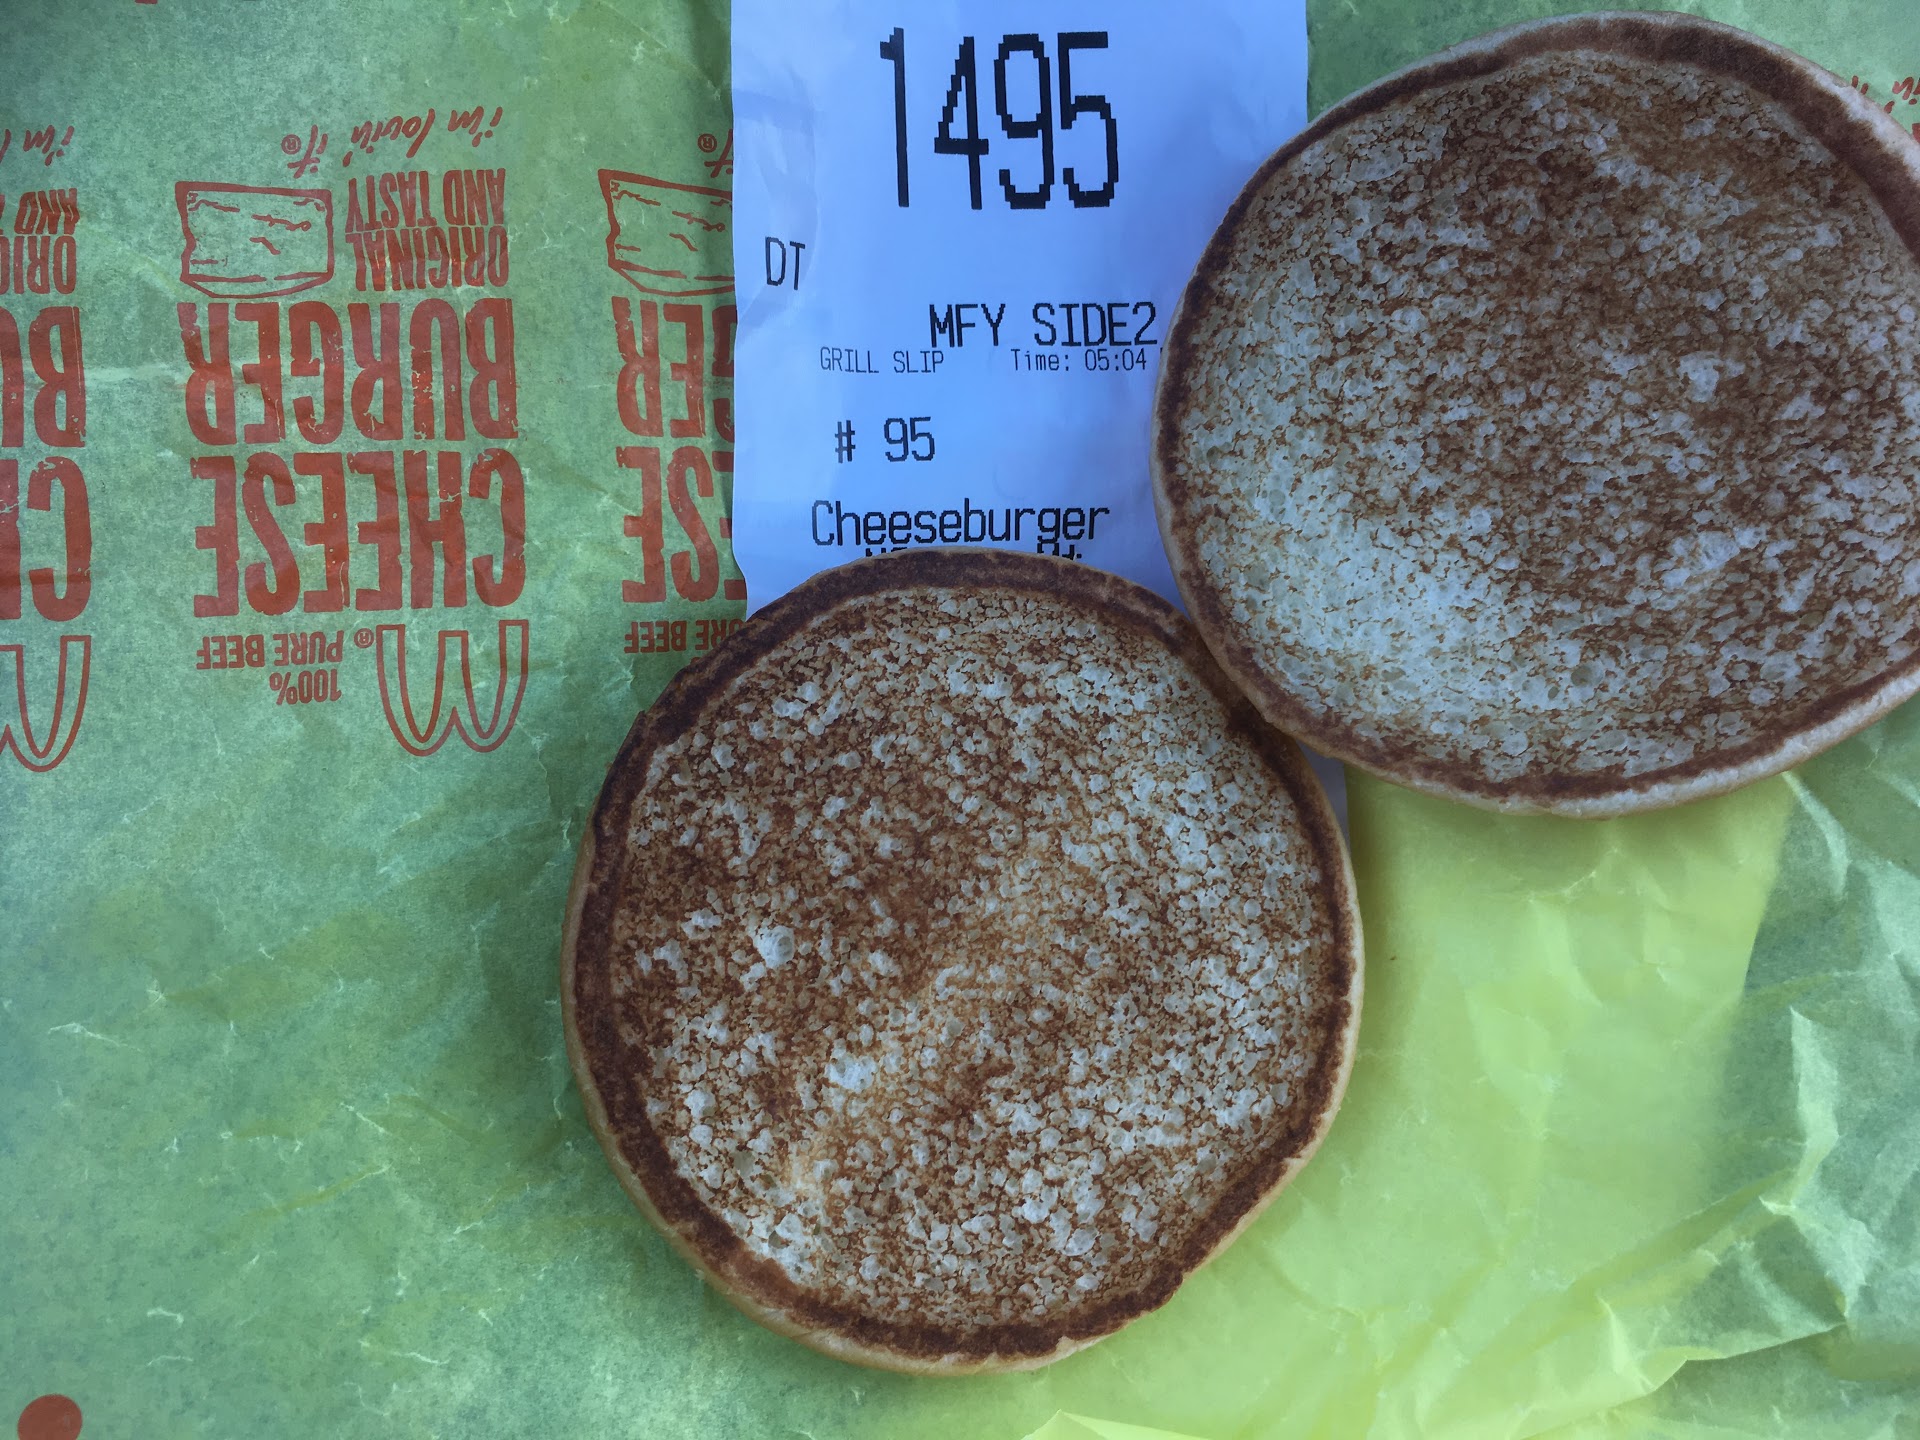 1495
DT
MFY SIDE2
GRILL SLIP Time: 05:04
# 95
Cheeseburger
100%
PURE BEEF
CHEESE
BURGER
ORIGINAL
AND TASTY
i'm lovin' it®